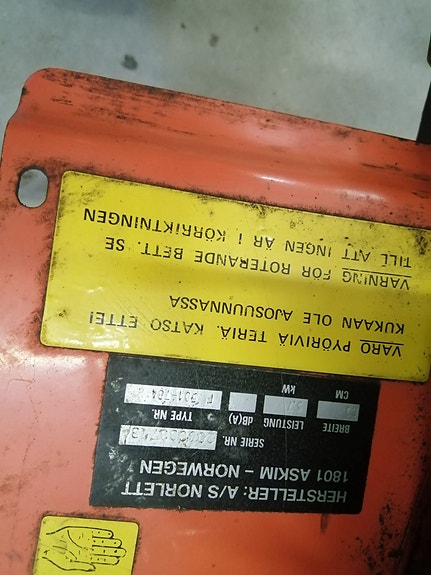 VARO PYÖRIVIÄ TERIÄ. KATSO ETTEI
KUKAAN OLE AJOSUUNNASSA
VARNING FÖR ROTERANDE BETT. SE
TILL ATT INGEN ÄR I KÖRRIKTNINGEN
HERSTELLER: A/S NORLETT
1801 ASKIM – NORWEGEN
SERIE NR.
BREITE LEISTUNG dB(A) TYPE NR.
CM KW